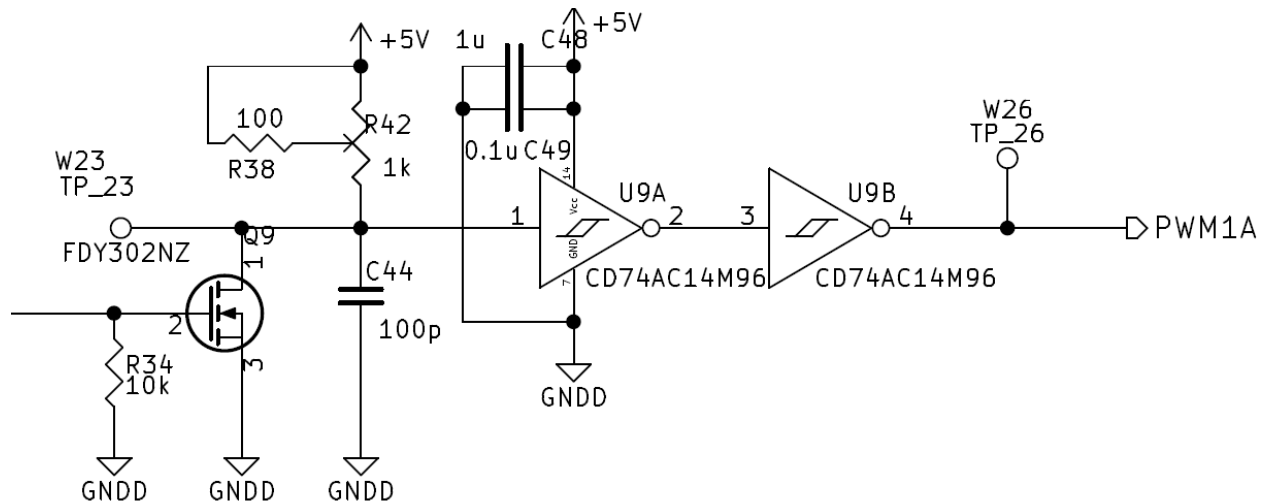 +5V
1u
C48
+5V
100
R42
R38
1k
0.1u
C49
W23
TP_23
14
Vcc
U9A
U9B
W26
TP_26
1
2
3
4
PWM1A
FDY302NZ
Q9
1
C44
GND
7
CD74AC14M96
CD74AC14M96
2
100p
3
R34
10k
GNDD
GNDD
GNDD
GNDD